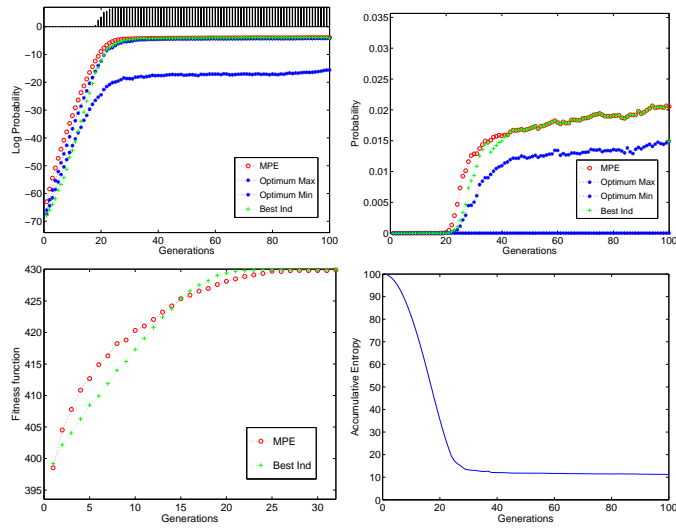 0
−10
−20
−30
−40
−50
−60
−70
Log Probability
0 20 40 60 80 100
Generations
MPE
Optimum Max
Optimum Min
Best Ind
0.04
0.035
0.03
0.025
0.02
0.015
0.01
0.005
0
Probability
0 20 40 60 80 100
Generations
MPE
Optimum Max
Optimum Min
Best Ind
430
425
420
415
410
405
400
395
Fitness function
0 5 10 15 20 25 30
Generations
MPE
Best Ind
100
90
80
70
60
50
40
30
20
10
0
Accumulative Entropy
0 20 40 60 80 100
Generations